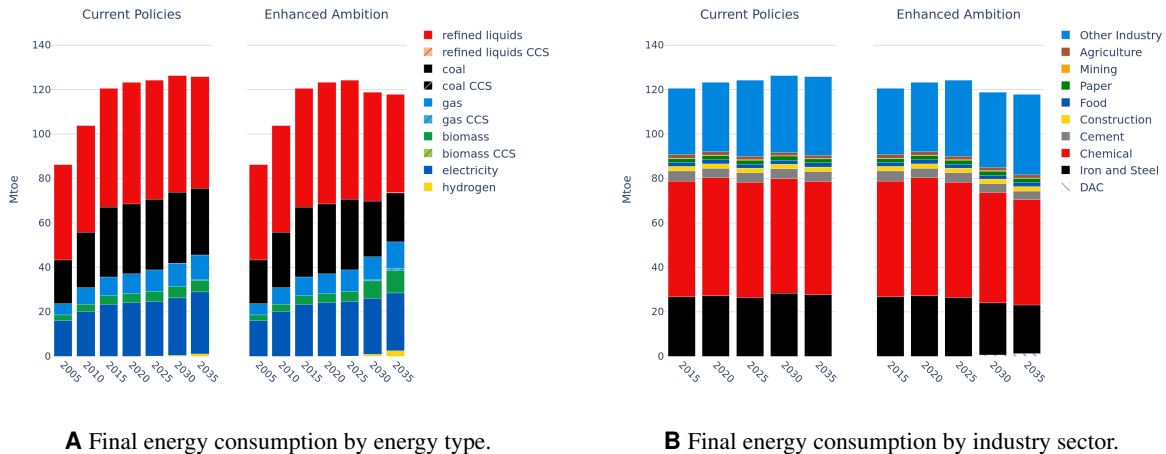 Current Policies
Enhanced Ambition
Mtoe
140
120
100
80
60
40
20
0
2005
2010
2015
2020
2025
2030
2035
2005
2010
2015
2020
2025
2030
2035
refined liquids
refined liquids CCS
coal
coal CCS
gas
gas CCS
biomass
biomass CCS
electricity
hydrogen
A Final energy consumption by energy type.
Current Policies
Enhanced Ambition
Mtoe
140
120
100
80
60
40
20
0
2015
2020
2025
2030
2035
2015
2020
2025
2030
2035
Other Industry
Agriculture
Mining
Paper
Food
Construction
Cement
Chemical
Iron and Steel
DAC
B Final energy consumption by industry sector.